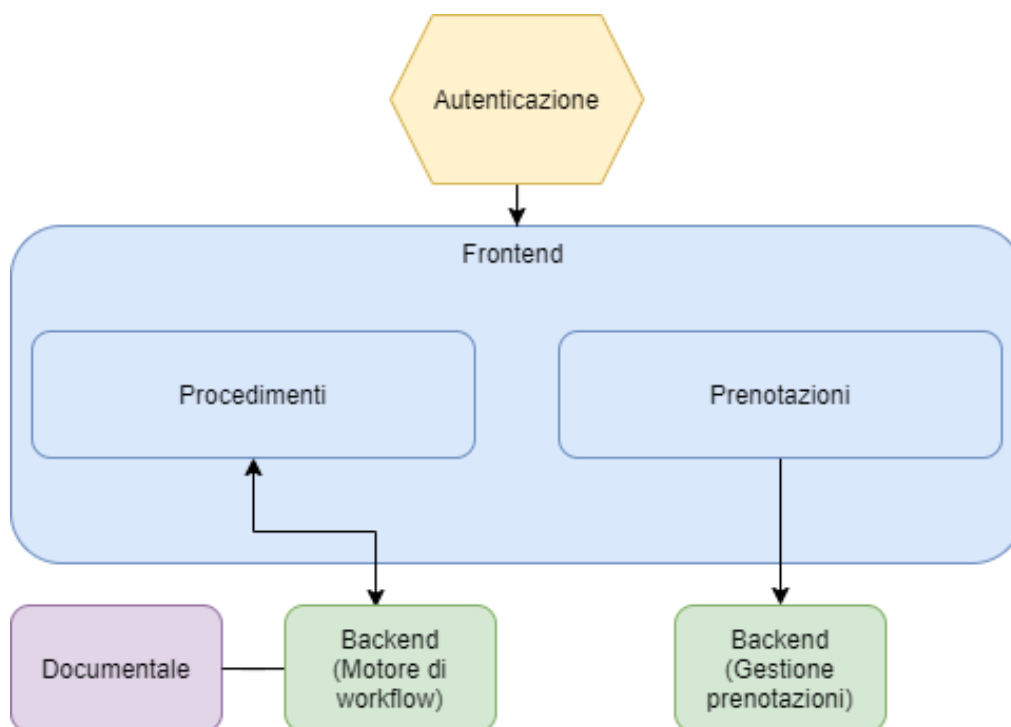 Autenticazione
Frontend
Procedimenti
Prenotazioni
Documentale
Backend
(Motore di
workflow)
Backend
(Gestione
prenotazioni)